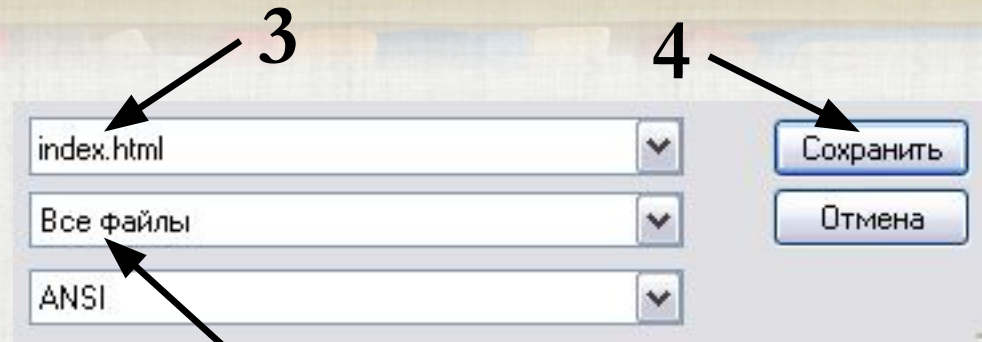 3
4
index.html
Сохранить
Все файлы
Отмена
ANSI